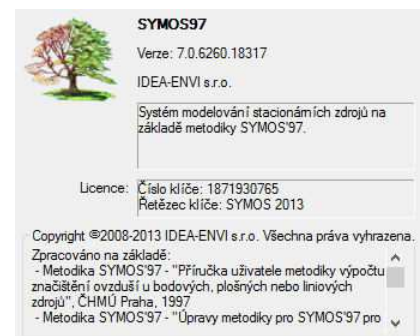 SYMOS97
Verze: 7.0.6260.18317
IDEA-ENVI s.r.o.
Systém modelování stacionárních zdrojů na
základě metodiky SYMOS'97.
Licence: Číslo klíče: 1871930765
Řetězec klíče: SYMOS 2013
Copyright ©2008-2013 IDEA-ENVI s.r.o. Všechna práva vyhrazena.
Zpracováno na základě:
- Metodika SYMOS'97 - "Příručka uživatele metodiky výpočtu
značištění ovzduší u bodových, plošných nebo liniových
zdrojů", ČHMÚ Praha, 1997
- Metodika SYMOS'97 - "Úpravy metodiky pro SYMOS'97 pro